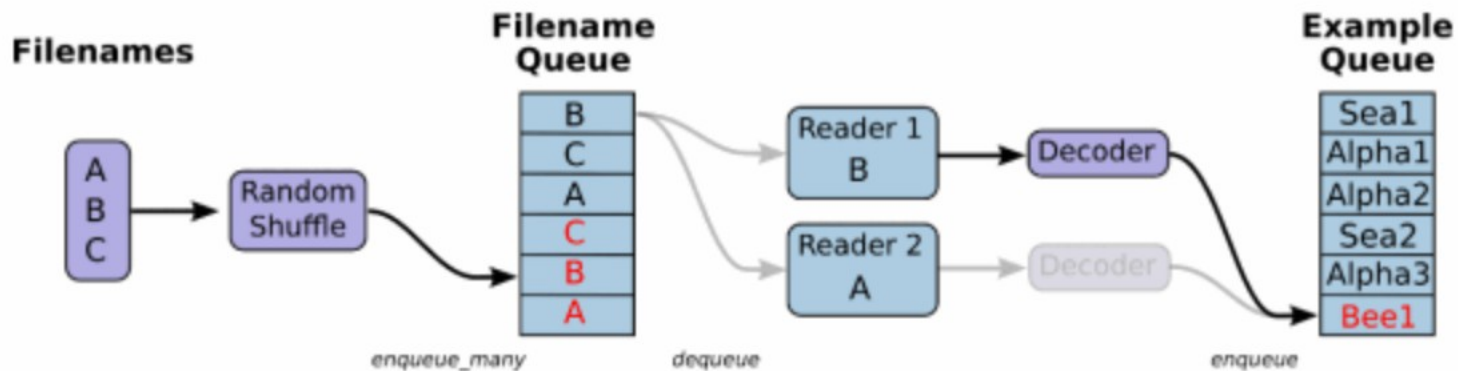 Filenames
A
B
C
Random
Shuffle
Filename
Queue
B
C
A
C
B
A
Reader 1
B
Reader 2
A
Decoder
Decoder
Example
Queue
Sea1
Alpha1
Alpha2
Sea2
Alpha3
Bee1
enqueue_many
dequeue
enqueue